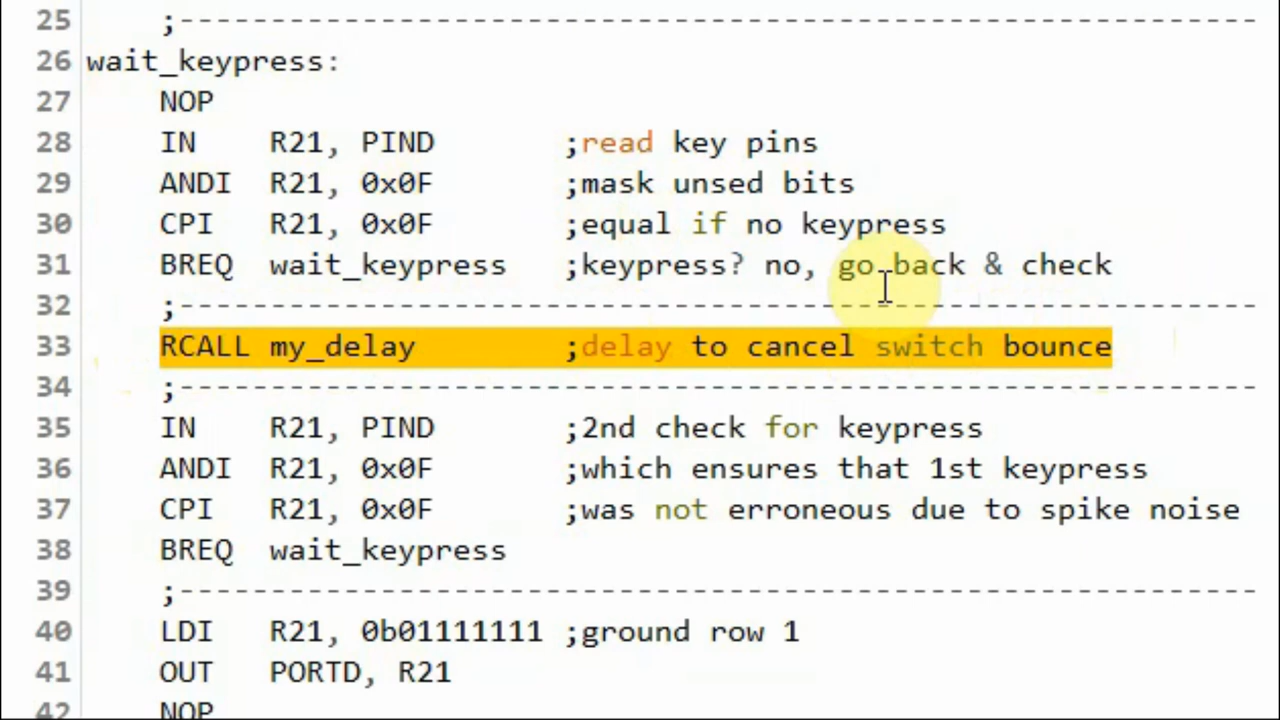 25 ;-----------------------------------------------------------
26 wait_keypress:
27 NOP
28 IN R21, PIND ;read key pins
29 ANDI R21, 0x0F ;mask unsed bits
30 CPI R21, 0x0F ;equal if no keypress
31 BREQ wait_keypress ;keypress? no, go back & check
32 ;-----------------------------------------------------------
33 RCALL my_delay ;delay to cancel switch bounce
34 ;-----------------------------------------------------------
35 IN R21, PIND ;2nd check for keypress
36 ANDI R21, 0x0F ;which ensures that 1st keypress
37 CPI R21, 0x0F ;was not erroneous due to spike noise
38 BREQ wait_keypress
39 ;-----------------------------------------------------------
40 LDI R21, 0b01111111 ;ground row 1
41 OUT PORTD, R21
42 NOP